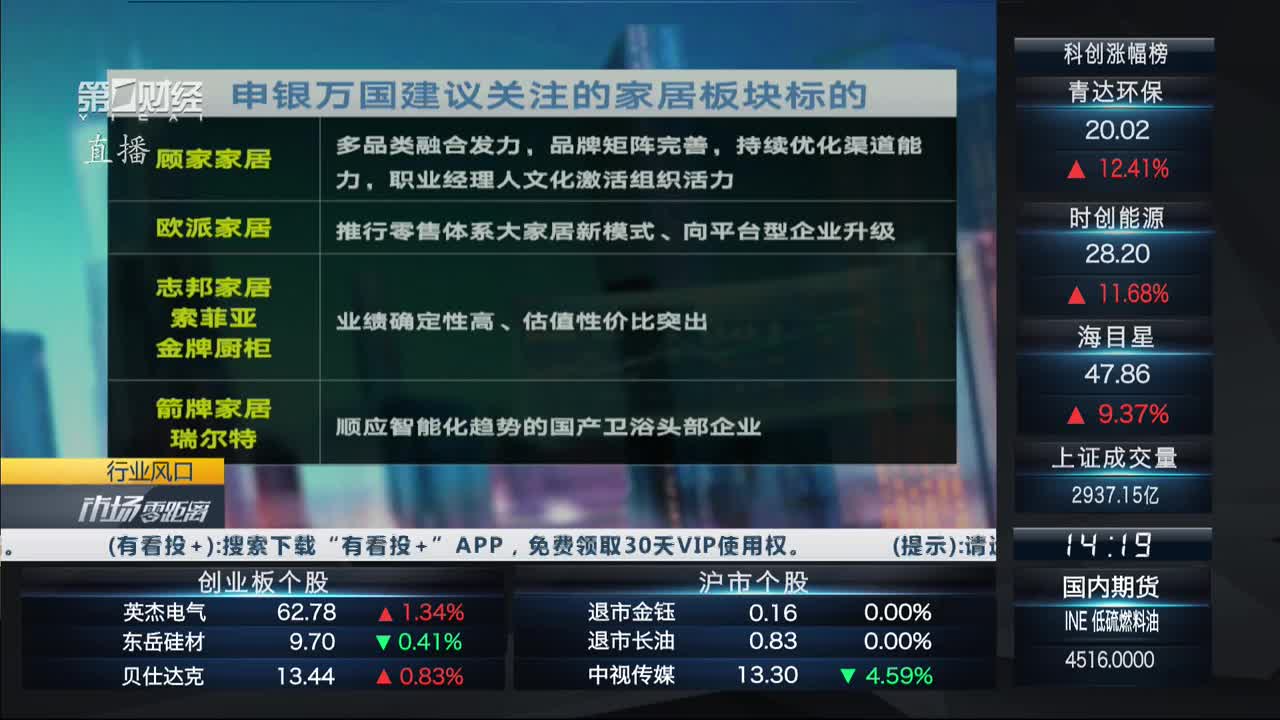 第一财经
YICAI
直播
申银万国建议关注的家居板块标的
顾家家居
多品类融合发力，品牌矩阵完善，持续优化渠道能
力，职业经理人文化激活组织活力
欧派家居
推行零售体系大家居新模式、向平台型企业升级
志邦家居
索菲亚
金牌厨柜
业绩确定性高、估值性价比突出
箭牌家居
瑞尔特
顺应智能化趋势的国产卫浴头部企业
行业风口
市场零距离
。 (有看投+):搜索下载“有看投+”APP，免费领取30天VIP使用权。 (提示):请
创业板个股
英杰电气 62.78 ▲ 1.34%
东岳硅材 9.70 ▼ 0.41%
贝仕达克 13.44 ▲ 0.83%
沪市个股
退市金钰 0.16 0.00%
退市长油 0.83 0.00%
中视传媒 13.30 ▼ 4.59%
科创涨幅榜
青达环保
20.02
▲ 12.41%
时创能源
28.20
▲ 11.68%
海目星
47.86
▲ 9.37%
上证成交量
2937.15亿
14:19
国内期货
INE 低硫燃料油
4516.0000